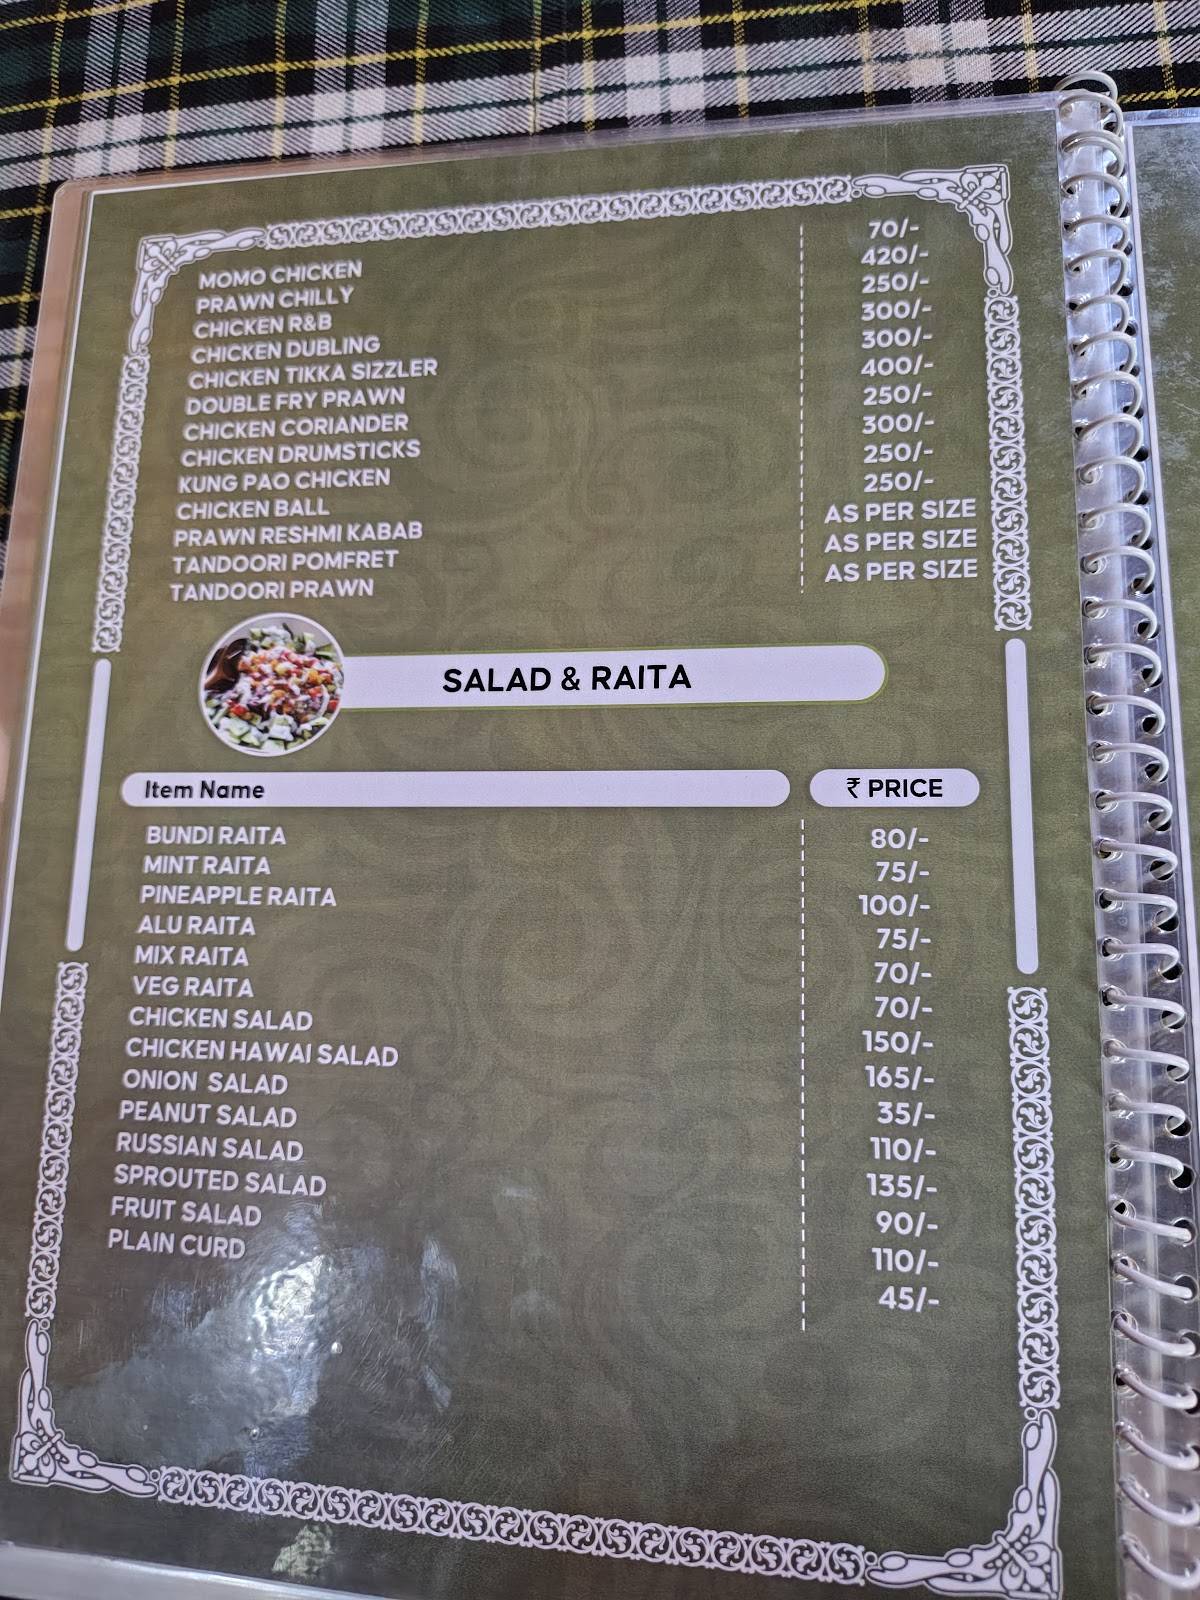 MOMO CHICKEN 70/-
PRAWN CHILLY 420/-
CHICKEN R&B 250/-
CHICKEN DUBLING 300/-
CHICKEN TIKKA SIZZLER 300/-
DOUBLE FRY PRAWN 400/-
CHICKEN CORIANDER 250/-
CHICKEN DRUMSTICKS 300/-
KUNG PAO CHICKEN 250/-
CHICKEN BALL 250/-
PRAWN RESHMI KABAB AS PER SIZE
TANDOORI POMFRET AS PER SIZE
TANDOORI PRAWN AS PER SIZE
SALAD & RAITA
Item Name ₹ PRICE
BUNDI RAITA 80/-
MINT RAITA 75/-
PINEAPPLE RAITA 100/-
ALU RAITA 75/-
MIX RAITA 70/-
VEG RAITA 70/-
CHICKEN SALAD 150/-
CHICKEN HAWAI SALAD 165/-
ONION SALAD 35/-
PEANUT SALAD 110/-
RUSSIAN SALAD 135/-
SPROUTED SALAD 90/-
FRUIT SALAD 110/-
PLAIN CURD 45/-